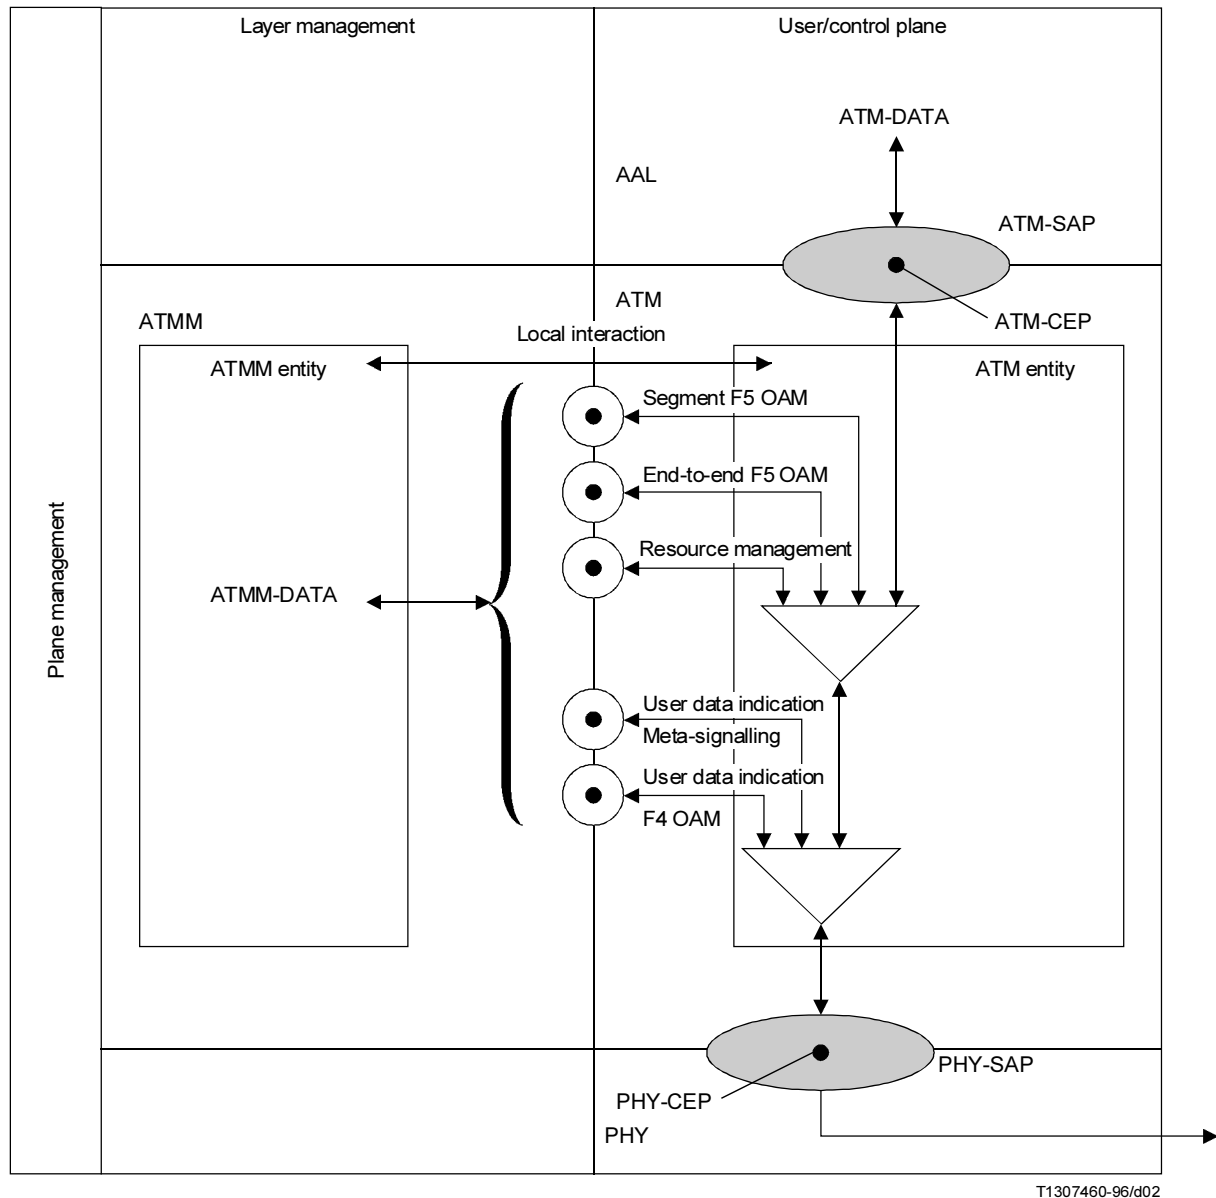 Layer management
User/control plane
ATM-DATA
AAL
ATM-SAP
ATM
ATMM
ATM-CEP
Local interaction
ATMM entity
ATM entity
Segment F5 OAM
End-to-end F5 OAM
Resource management
Plane management
ATMM-DATA
User data indication
Meta-signalling
User data indication
F4 OAM
PHY-SAP
PHY-CEP
PHY
T1307460-96/d02